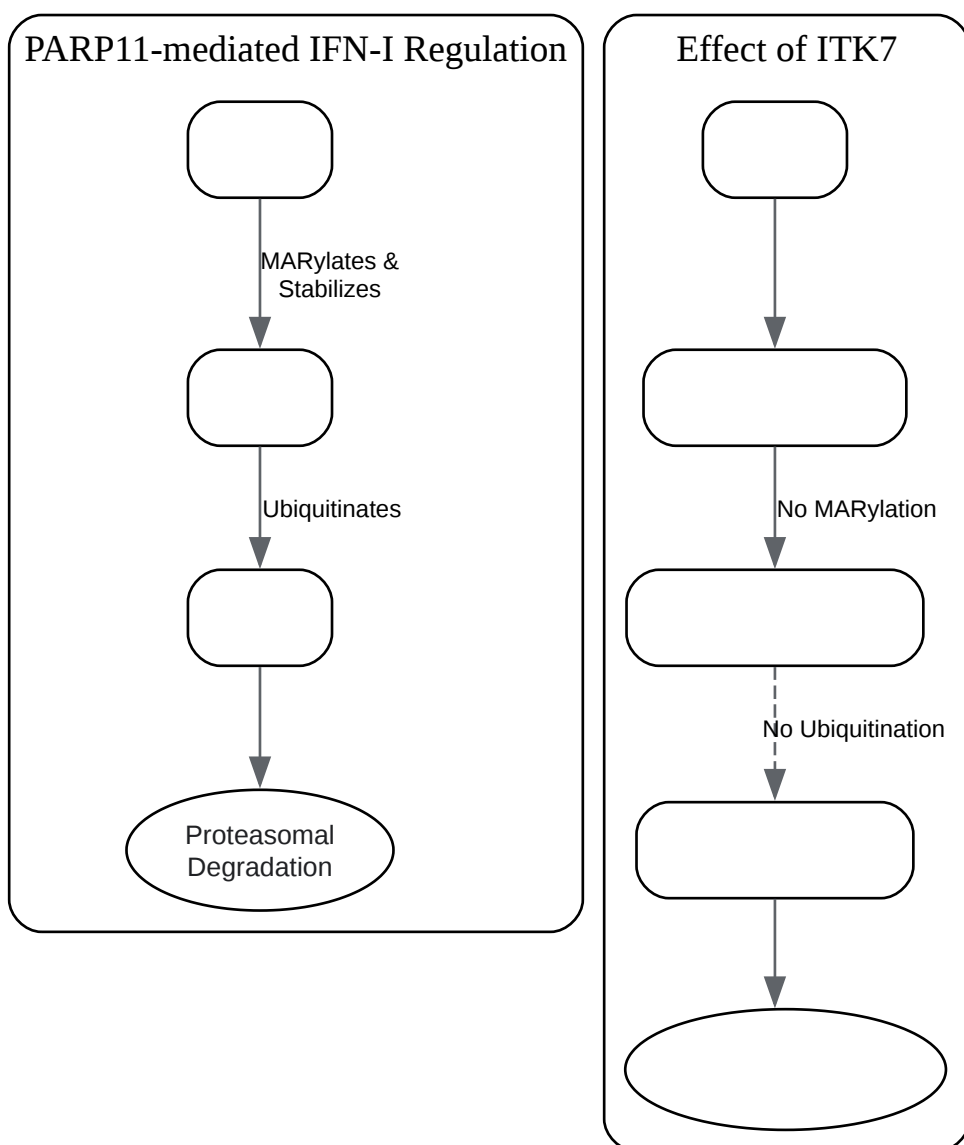 PARP11-mediated IFN-I Regulation
MARylates &
Stabilizes
Ubiquitinates
Proteasomal
Degradation
Effect of ITK7
No MARylation
No Ubiquitination